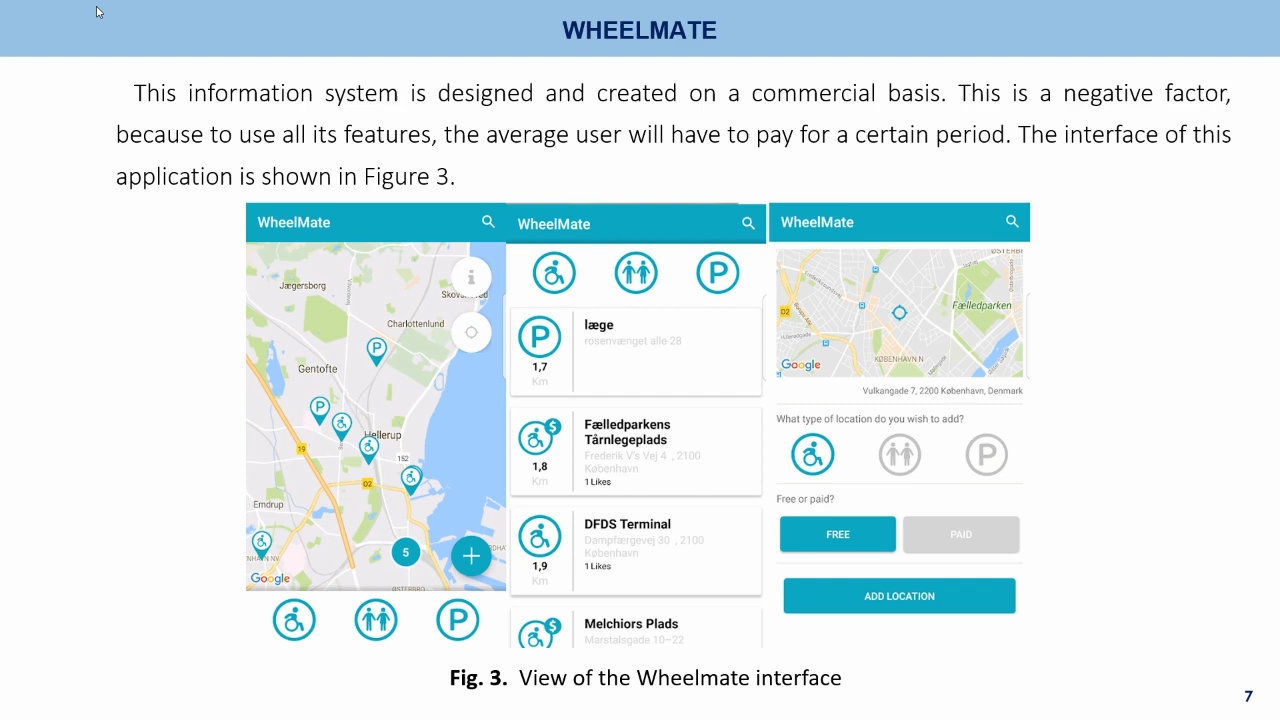 WHEELMATE
This information system is designed and created on a commercial basis. This is a negative factor,
because to use all its features, the average user will have to pay for a certain period. The interface of this
application is shown in Figure 3.
WheelMate
Jægersborg
Charlottenlund
Gentofte
P
P
Hellerup
19
152
O2
Emdrup
5
+
Google
P
WheelMate
P
P
læge
rosenvænget alle 28
1,7
Km
$
Fælledparkens
Tårnlegeplads
Frederik V's Vej 4 , 2100
København
1 Likes
1,8
Km
DFDS Terminal
Dampfærgevej 30 , 2100
København
1 Likes
1,9
Km
$
Melchiors Plads
Marstalsgade 10–22
WheelMate
O2
Fælledparken
KØBENHAVN N
Google
Vulkangade 7, 2200 København, Denmark
What type of location do you wish to add?
P
Free or paid?
FREE
PAID
ADD LOCATION
Fig. 3. View of the Wheelmate interface
7